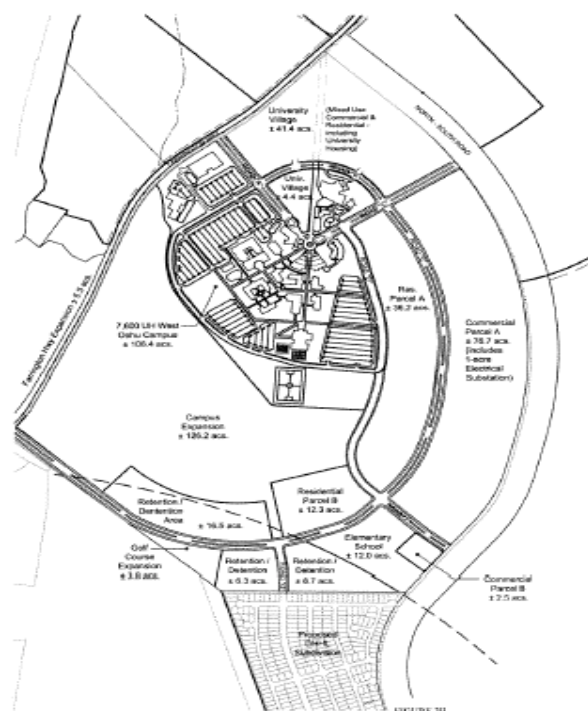 University
Village
± 41.4 acs.
(Mixed Use
Commercial &
Residential -
including
University
Housing)
NORTH - SOUTH ROAD
Univ.
Village
4.4 acs.
Res.
Parcel A
± 36.2 acs.
Commercial
Parcel A
± 76.7 acs.
(includes
1-acre
Electrical
Substation)
7,600 UH West
Oahu Campus
± 106.4 acs.
Farrington Hwy Expansion ± 5.5 acs.
Campus
Expansion
± 126.2 acs.
Residential
Parcel B
± 12.3 acs.
Retention /
Dentention
Area
± 16.5 acs.
Elementary
School
± 12.0 acs.
Golf
Course
Expansion
± 3.8 acs.
Retention /
Detention
± 6.3 acs.
Retention /
Detention
± 6.7 acs.
Commercial
Parcel B
± 2.5 acs.
Proposed
Subdivision